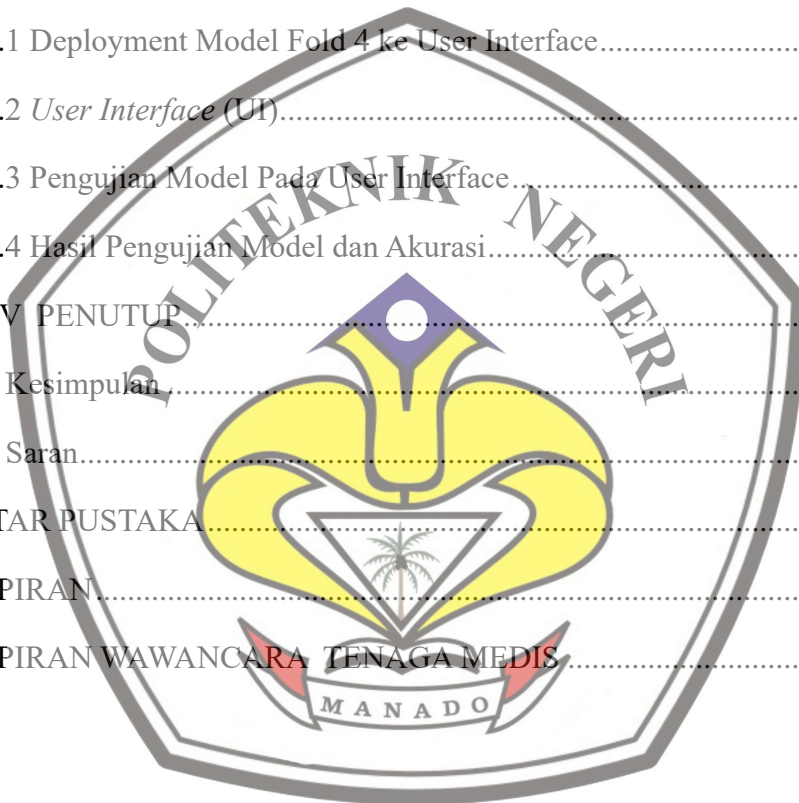 .1 Deployment Model Fold 4 ke User Interface
.2 User Interface (UI)
.3 Pengujian Model Pada User Interface
.4 Hasil Pengujian Model dan Akurasi
V PENUTUP
Kesimpulan
Saran
TAR PUSTAKA
PIRAN
PIRAN WAWANCARA TENAGA MEDIS
POLITEKNIK NEGERI
MANADO